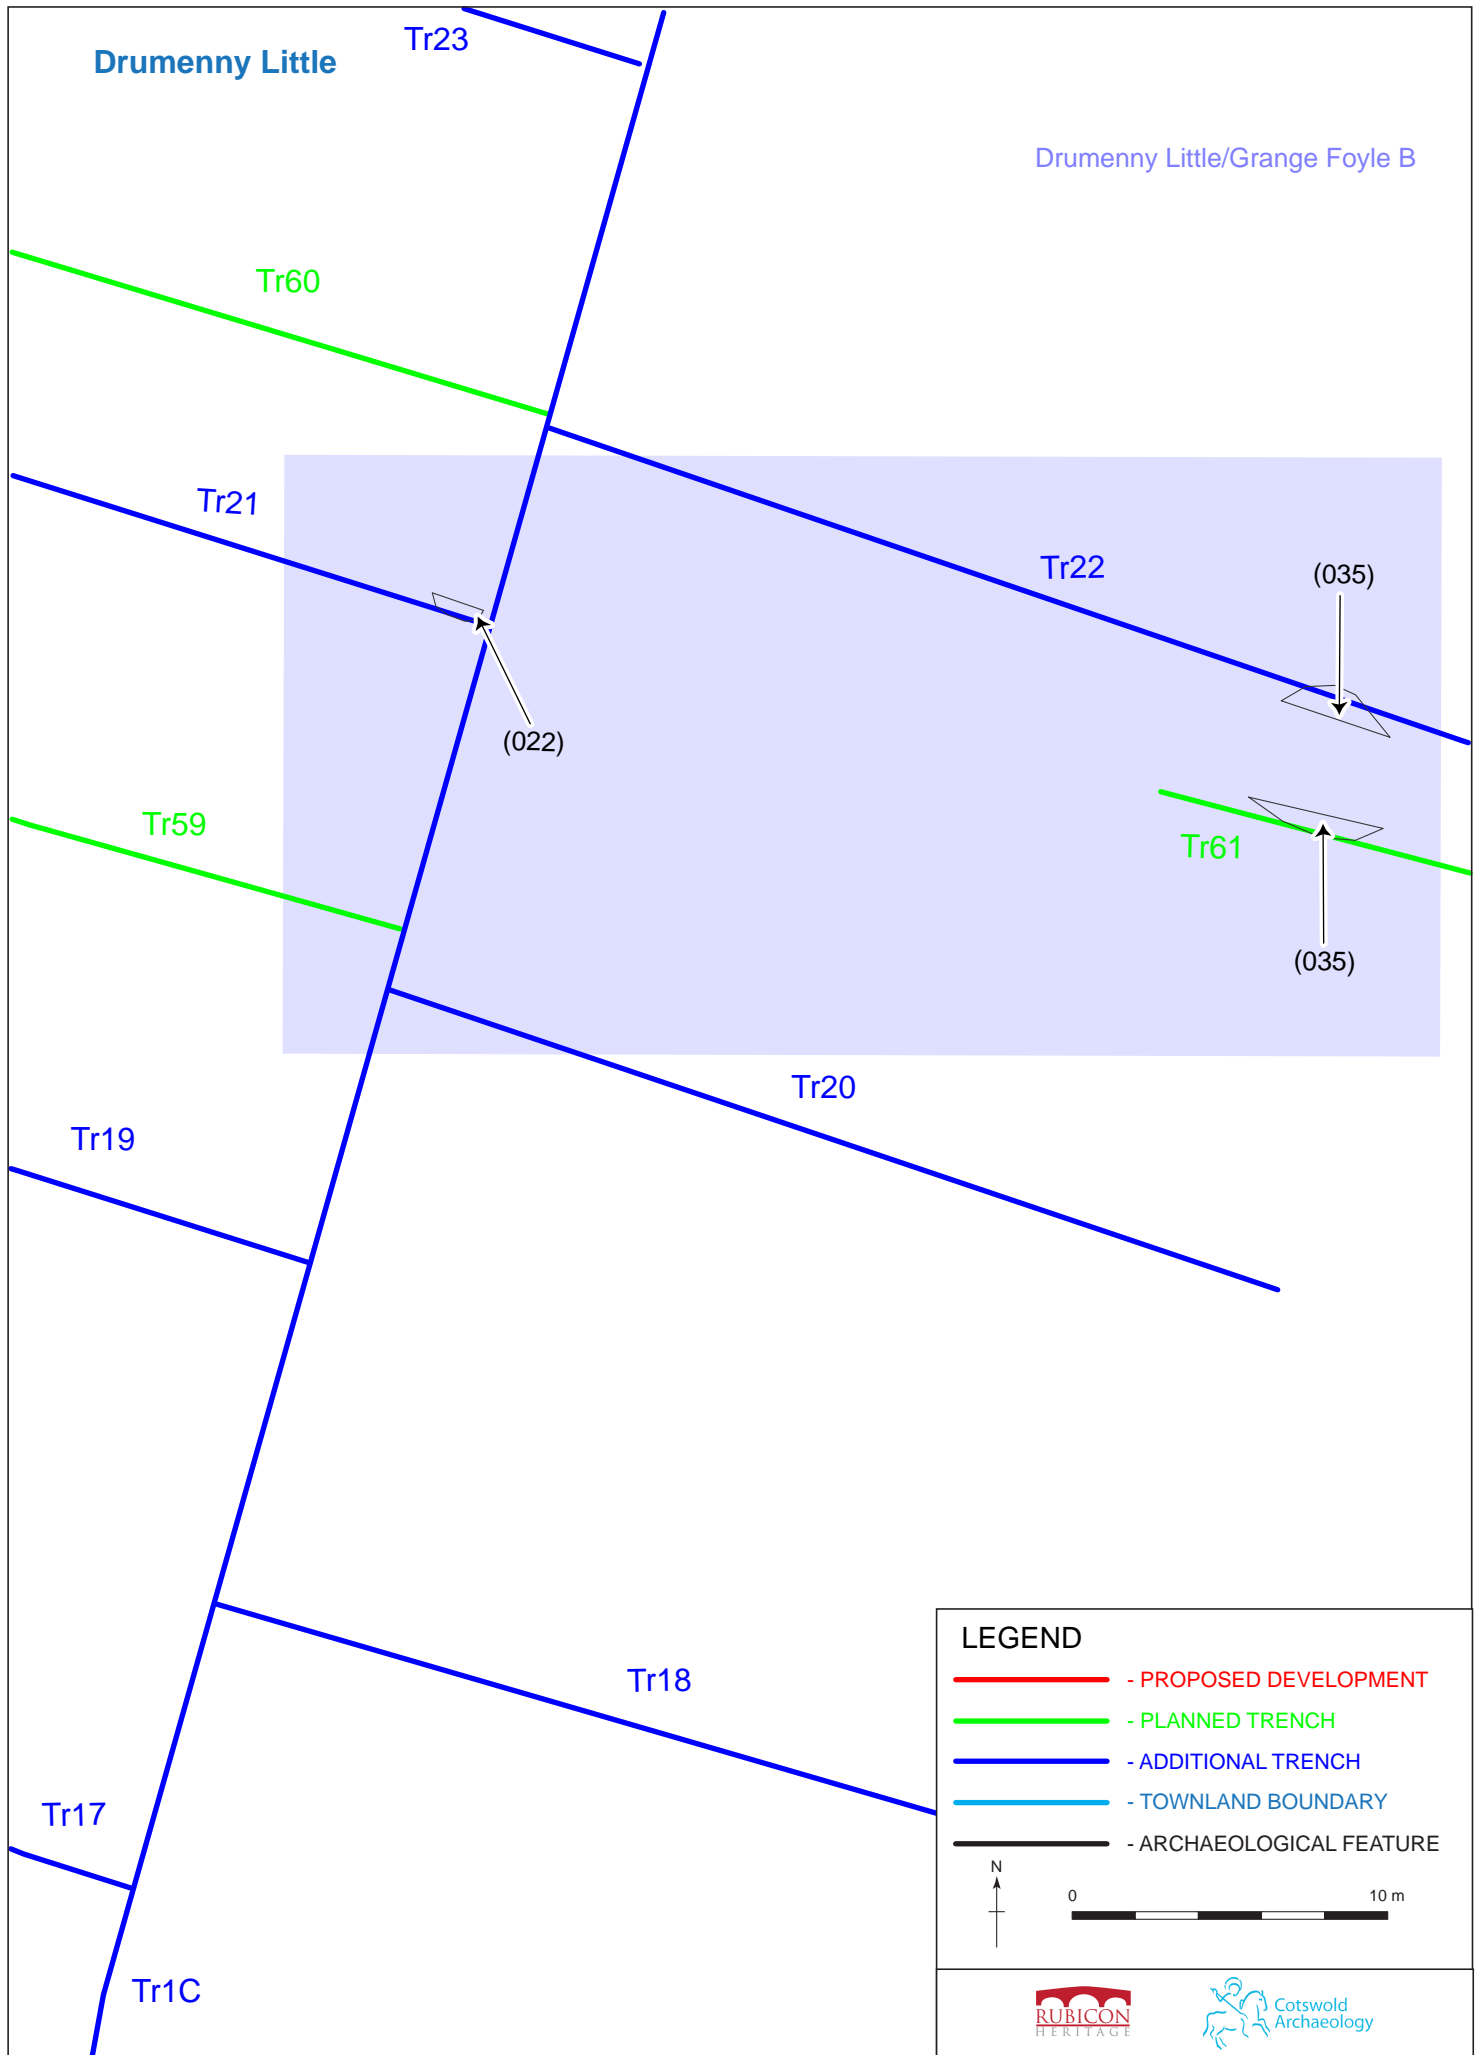 Tr23
Drumenny Little
Drumenny Little/Grange Foyle B
Tr60
Tr21
Tr22
(035)
(022)
Tr59
Tr61
(035)
Tr20
Tr19
Tr18
Tr17
Tr1C
LEGEND
- PROPOSED DEVELOPMENT
- PLANNED TRENCH
- ADDITIONAL TRENCH
- TOWNLAND BOUNDARY
- ARCHAEOLOGICAL FEATURE
N
0 10 m
RUBICON
HERITAGE
Cotswold
Archaeology